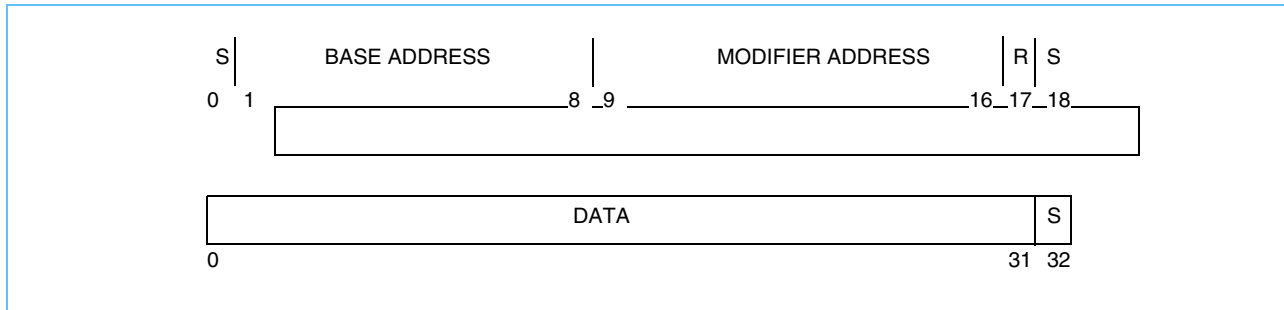 S BASE ADDRESS MODIFIER ADDRESS R S
0 1 8 9 16 17 18
DATA S
0 31 32